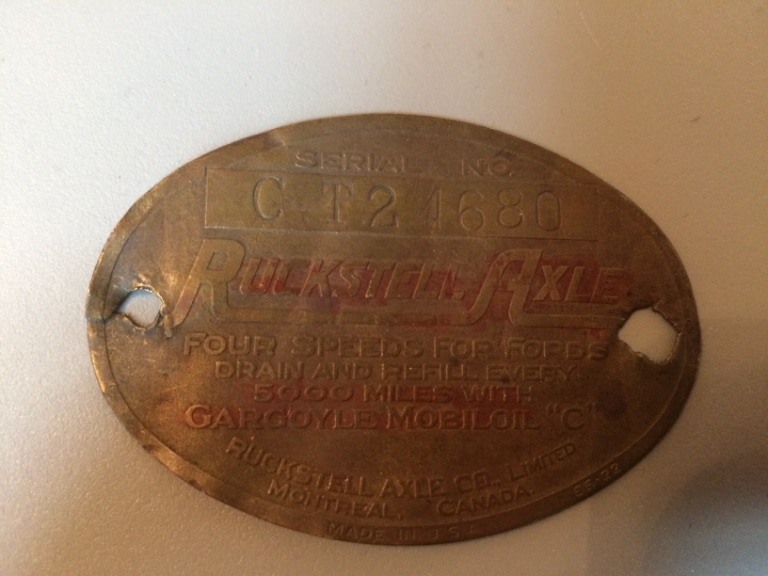 SERIAL NO.
C T2 4680
RUCKSTELL AXLE
FOUR SPEEDS FOR FORDS
DRAIN AND REFILL EVERY
5000 MILES WITH
GARGOYLE MOBILOIL "C"
RUCKSTELL AXLE CO., LIMITED
MONTREAL, CANADA.
MADE IN U.S.A.